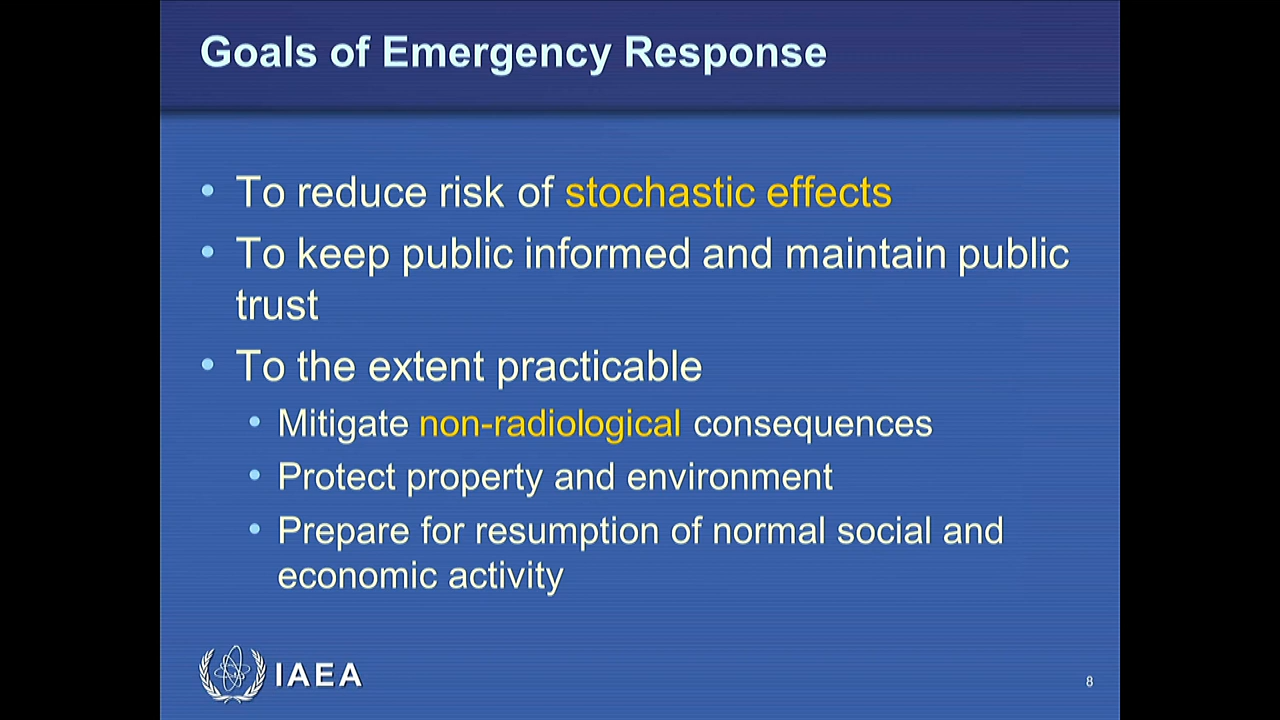 Goals of Emergency Response
• To reduce risk of stochastic effects
• To keep public informed and maintain public
trust
• To the extent practicable
• Mitigate non-radiological consequences
• Protect property and environment
• Prepare for resumption of normal social and
economic activity
IAEA
8